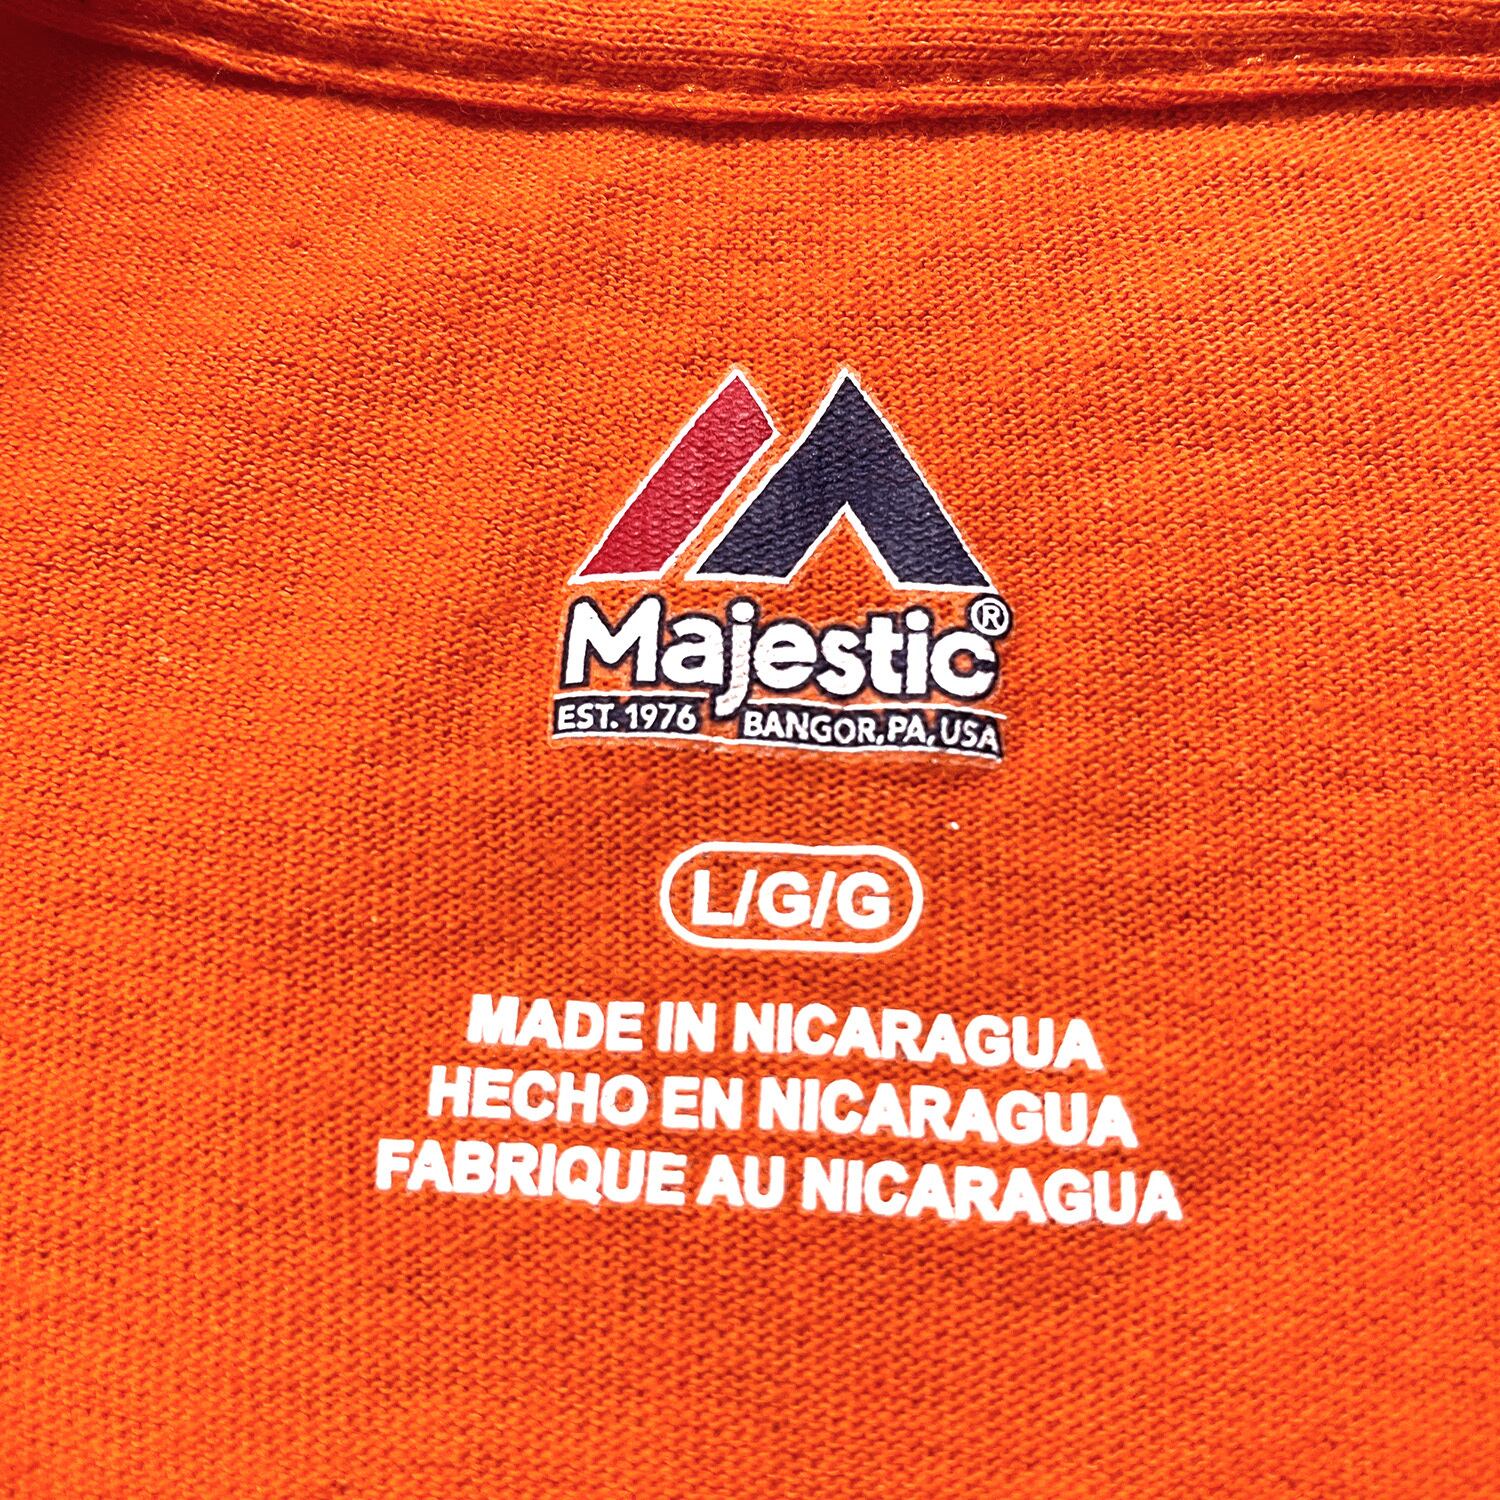 Majestic®
EST. 1976 BANGOR, PA, USA
L/G/G
MADE IN NICARAGUA
HECHO EN NICARAGUA
FABRIQUE AU NICARAGUA